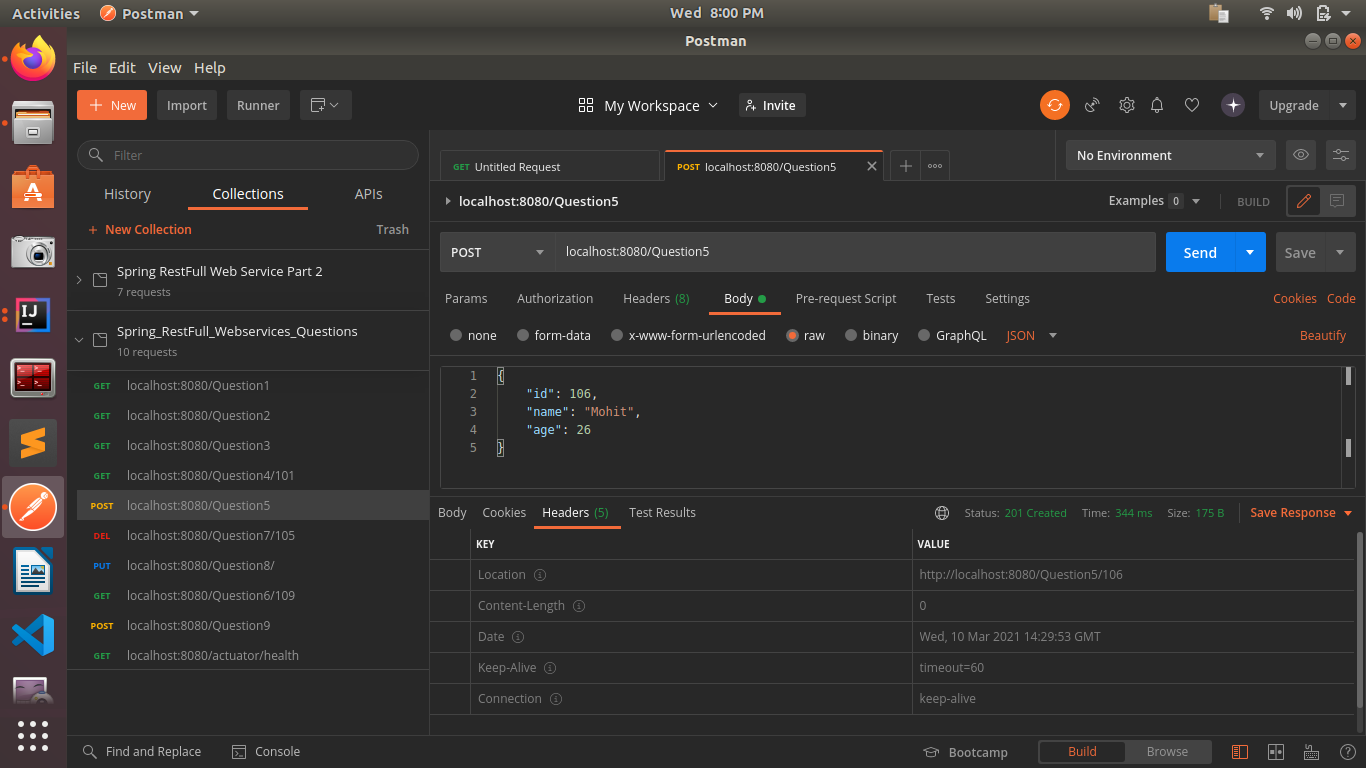 Activities Postman Wed 8:00 PM
Postman
File Edit View Help
New Import Runner My Workspace Invite Upgrade
Filter
History Collections APIs
+ New Collection Trash
Spring RestFull Web Service Part 2
7 requests
Spring_RestFull_Webservices_Questions
10 requests
GET localhost:8080/Question1
GET localhost:8080/Question2
GET localhost:8080/Question3
GET localhost:8080/Question4/101
POST localhost:8080/Question5
DEL localhost:8080/Question7/105
PUT localhost:8080/Question8/
GET localhost:8080/Question6/109
POST localhost:8080/Question9
GET localhost:8080/actuator/health
GET Untitled Request POST localhost:8080/Question5 No Environment
localhost:8080/Question5 Examples 0 BUILD
POST localhost:8080/Question5 Send Save
Params Authorization Headers (8) Body Pre-request Script Tests Settings Cookies Code
none form-data x-www-form-urlencoded raw binary GraphQL JSON Beautify
1 {
2 "id": 106,
3 "name": "Mohit",
4 "age": 26
5 }
Body Cookies Headers (5) Test Results Status: 201 Created Time: 344 ms Size: 175 B Save Response
KEY VALUE
Location http://localhost:8080/Question5/106
Content-Length 0
Date Wed, 10 Mar 2021 14:29:53 GMT
Keep-Alive timeout=60
Connection keep-alive
Find and Replace Console Bootcamp Build Browse